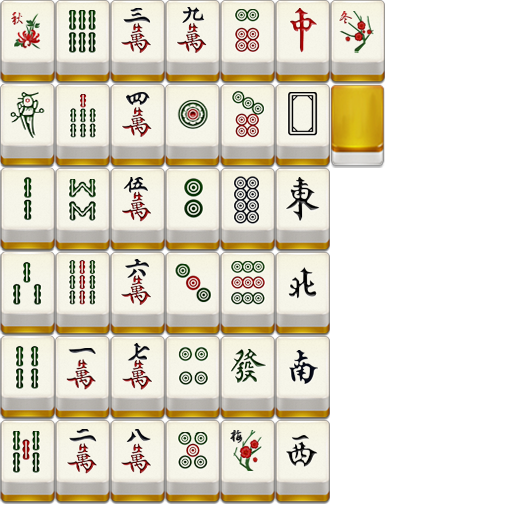 秋 三萬 九萬 中 冬
四萬
伍萬 東
六萬 北
一萬 七萬 發 南
二萬 八萬 梅 西